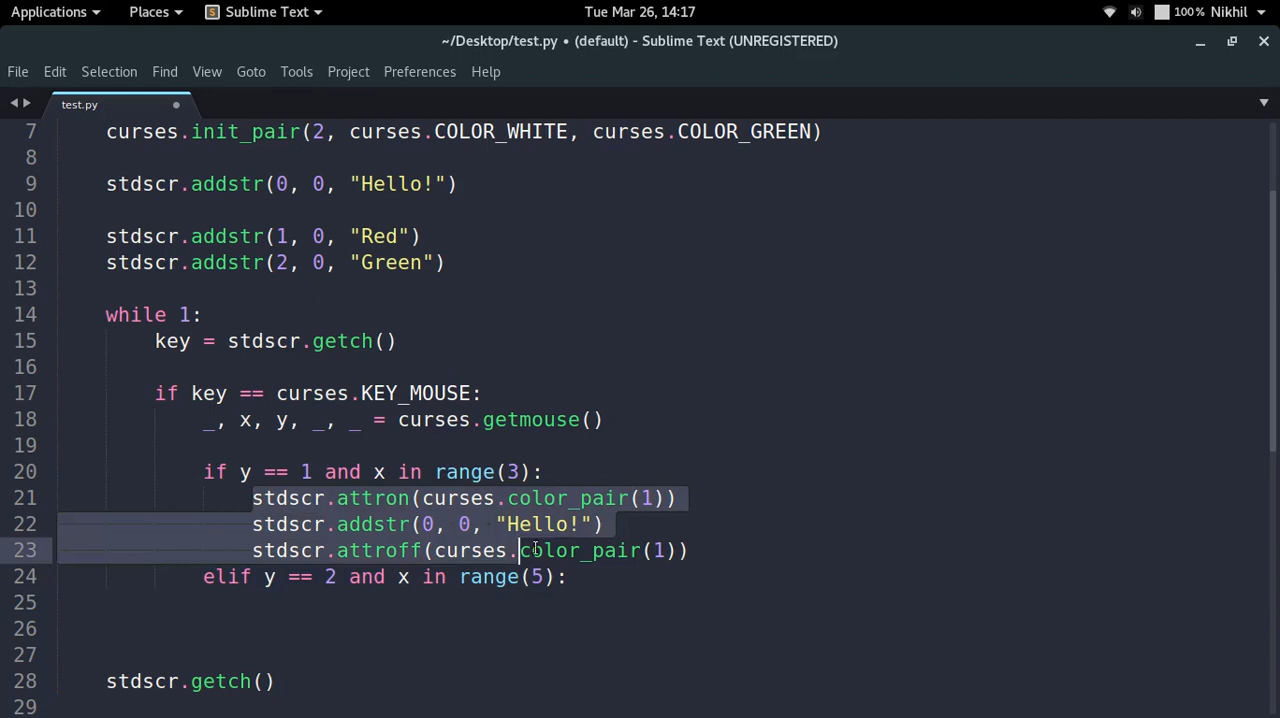 Applications Places Sublime Text Tue Mar 26, 14:17 100% Nikhil
~/Desktop/test.py • (default) - Sublime Text (UNREGISTERED)
File Edit Selection Find View Goto Tools Project Preferences Help
test.py
7 curses.init_pair(2, curses.COLOR_WHITE, curses.COLOR_GREEN)
8
9 stdscr.addstr(0, 0, "Hello!")
10
11 stdscr.addstr(1, 0, "Red")
12 stdscr.addstr(2, 0, "Green")
13
14 while 1:
15 key = stdscr.getch()
16
17 if key == curses.KEY_MOUSE:
18 _, x, y, _, _ = curses.getmouse()
19
20 if y == 1 and x in range(3):
21 stdscr.attron(curses.color_pair(1))
22 stdscr.addstr(0, 0, "Hello!")
23 stdscr.attroff(curses.color_pair(1))
24 elif y == 2 and x in range(5):
25
26
27
28 stdscr.getch()
29